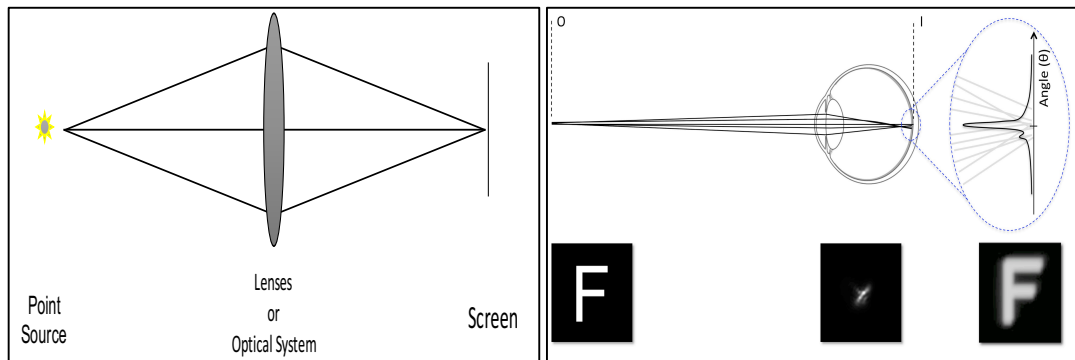 Point
Source
Lenses
or
Optical System
Screen
O
I
Angle (θ)
F
F